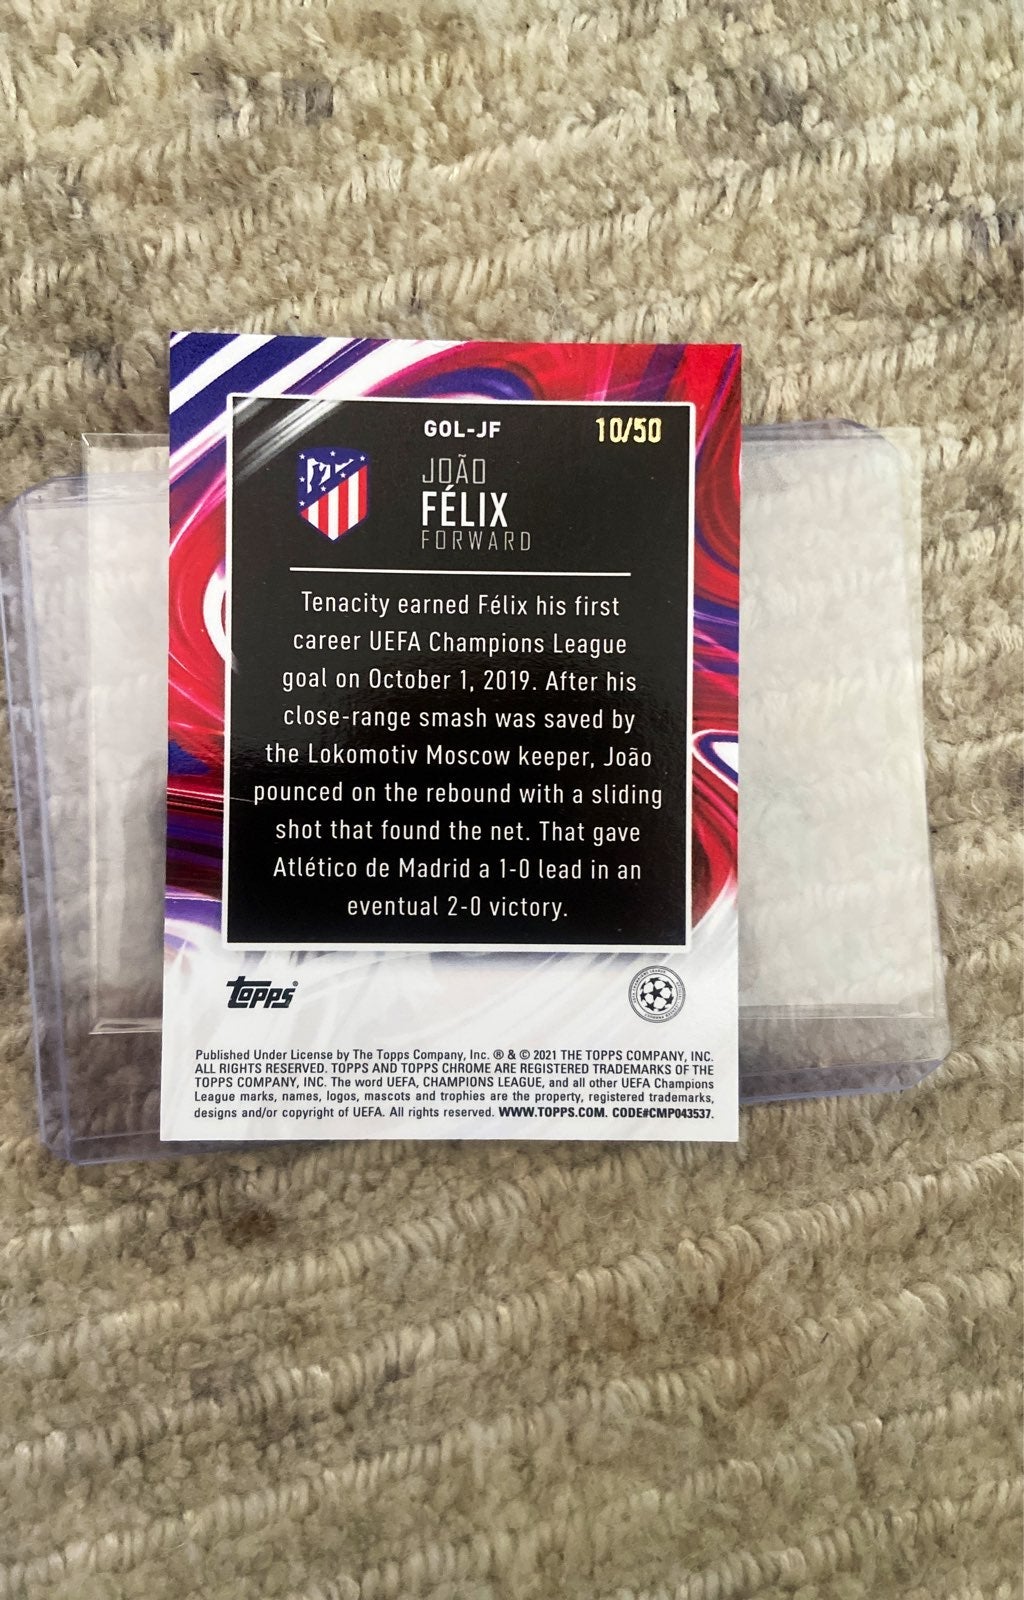 GOL-JF
10/50
JOÃO
FÉLIX
FORWARD
Tenacity earned Félix his first
career UEFA Champions League
goal on October 1, 2019. After his
close-range smash was saved by
the Lokomotiv Moscow keeper, João
pounced on the rebound with a sliding
shot that found the net. That gave
Atlético de Madrid a 1-0 lead in an
eventual 2-0 victory.
topps®
Published Under License by The Topps Company, Inc. ® & © 2021 THE TOPPS COMPANY, INC.
ALL RIGHTS RESERVED. TOPPS AND TOPPS CHROME ARE REGISTERED TRADEMARKS OF THE
TOPPS COMPANY, INC. The word UEFA, CHAMPIONS LEAGUE, and all other UEFA Champions
League marks, names, logos, mascots and trophies are the property, registered trademarks,
designs and/or copyright of UEFA. All rights reserved. WWW.TOPPS.COM. CODE#CMP043537.